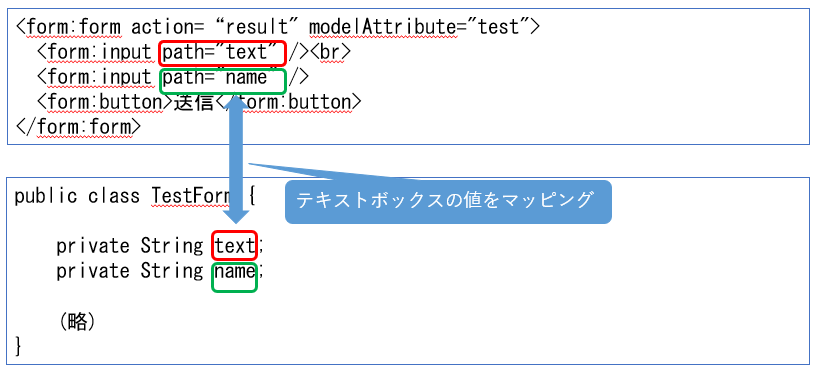 <form:form action= “result" modelAttribute="test">
<form:input path="text" /><br>
<form:input path="name" />
<form:button>送信</form:button>
</form:form>
テキストボックスの値をマッピング
public class TestForm {
private String text;
private String name;
(略)
}